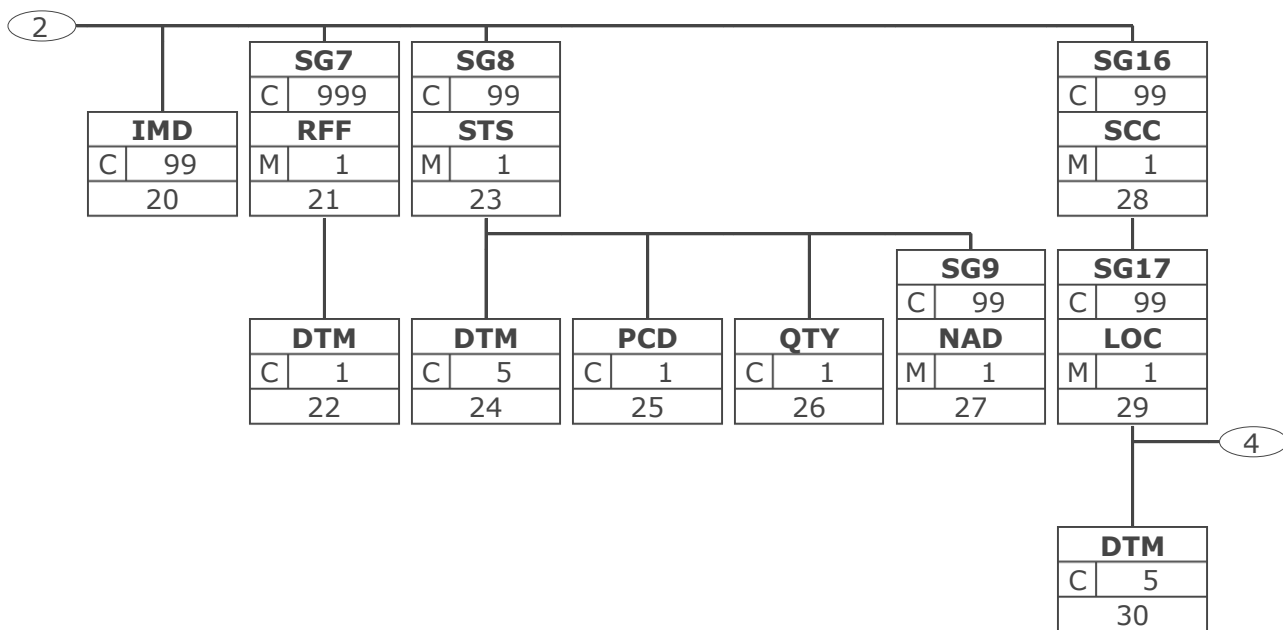 2
SG7 SG8 SG16
C 999 C 99 C 99
IMD RFF STS SCC
C 99 M 1 M 1 M 1
20 21 23 28
SG9 SG17
C 99 C 99
DTM DTM PCD QTY NAD LOC
C 1 C 5 C 1 C 1 M 1 M 1
22 24 25 26 27 29
4
DTM
C 5
30